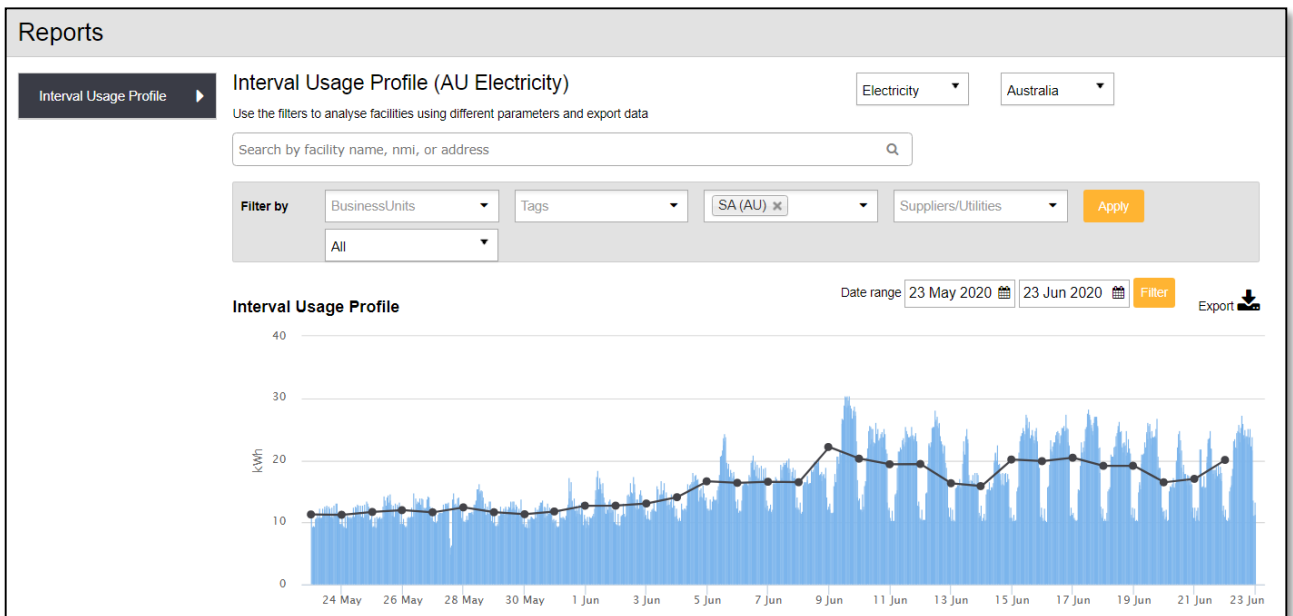 Reports
Interval Usage Profile
Interval Usage Profile (AU Electricity)
Electricity
Australia
Use the filters to analyse facilities using different parameters and export data
Search by facility name, nmi, or address
Filter by
BusinessUnits
Tags
SA (AU) ×
Suppliers/Utilities
Apply
All
Interval Usage Profile
Date range 23 May 2020 23 Jun 2020 Filter
Export
40
30
20
10
0
kWh
24 May 26 May 28 May 30 May 1 Jun 3 Jun 5 Jun 7 Jun 9 Jun 11 Jun 13 Jun 15 Jun 17 Jun 19 Jun 21 Jun 23 Jun